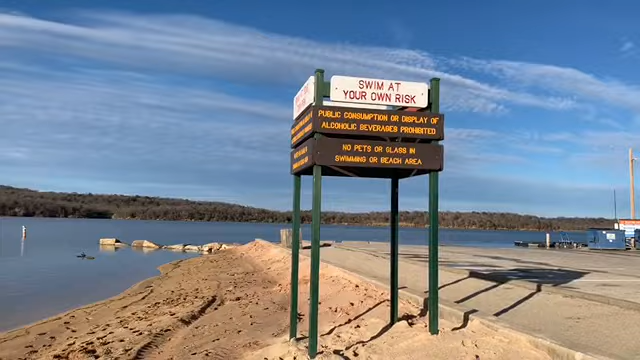 SWIM AT
YOUR OWN RISK
PUBLIC CONSUMPTION OR DISPLAY OF
ALCOHOLIC BEVERAGES PROHIBITED
NO PETS OR GLASS IN
SWIMMING OR BEACH AREA